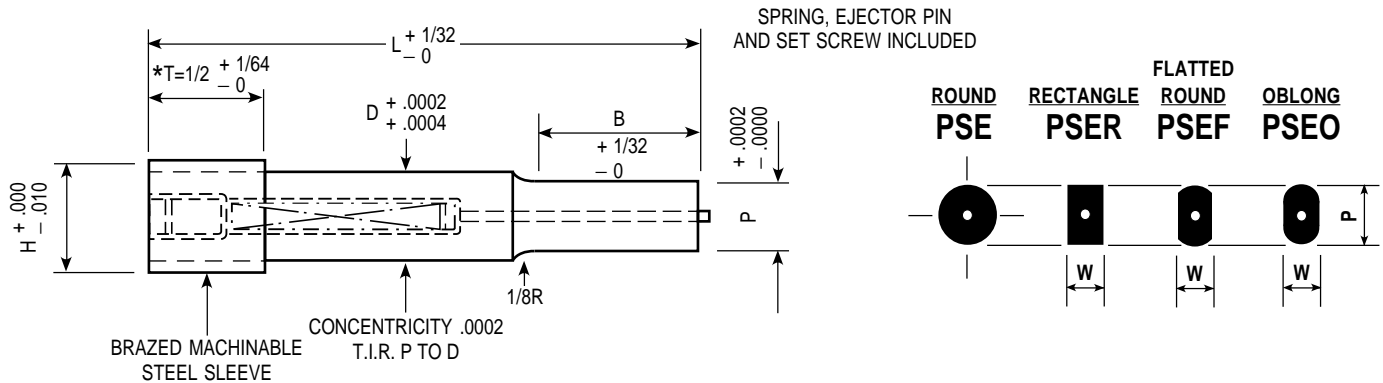 SPRING, EJECTOR PIN
AND SET SCREW INCLUDED
L + 1/32
– 0
*T=1/2 + 1/64
– 0
D + .0002
+ .0004
B
+ 1/32
– 0
+ .0002
– .0000
P
H + .000
– .010
1/8R
CONCENTRICITY .0002
T.I.R. P TO D
BRAZED MACHINABLE
STEEL SLEEVE
ROUND
PSE
RECTANGLE
PSER
FLATTED
ROUND
PSEF
OBLONG
PSEO
P
W
W
W